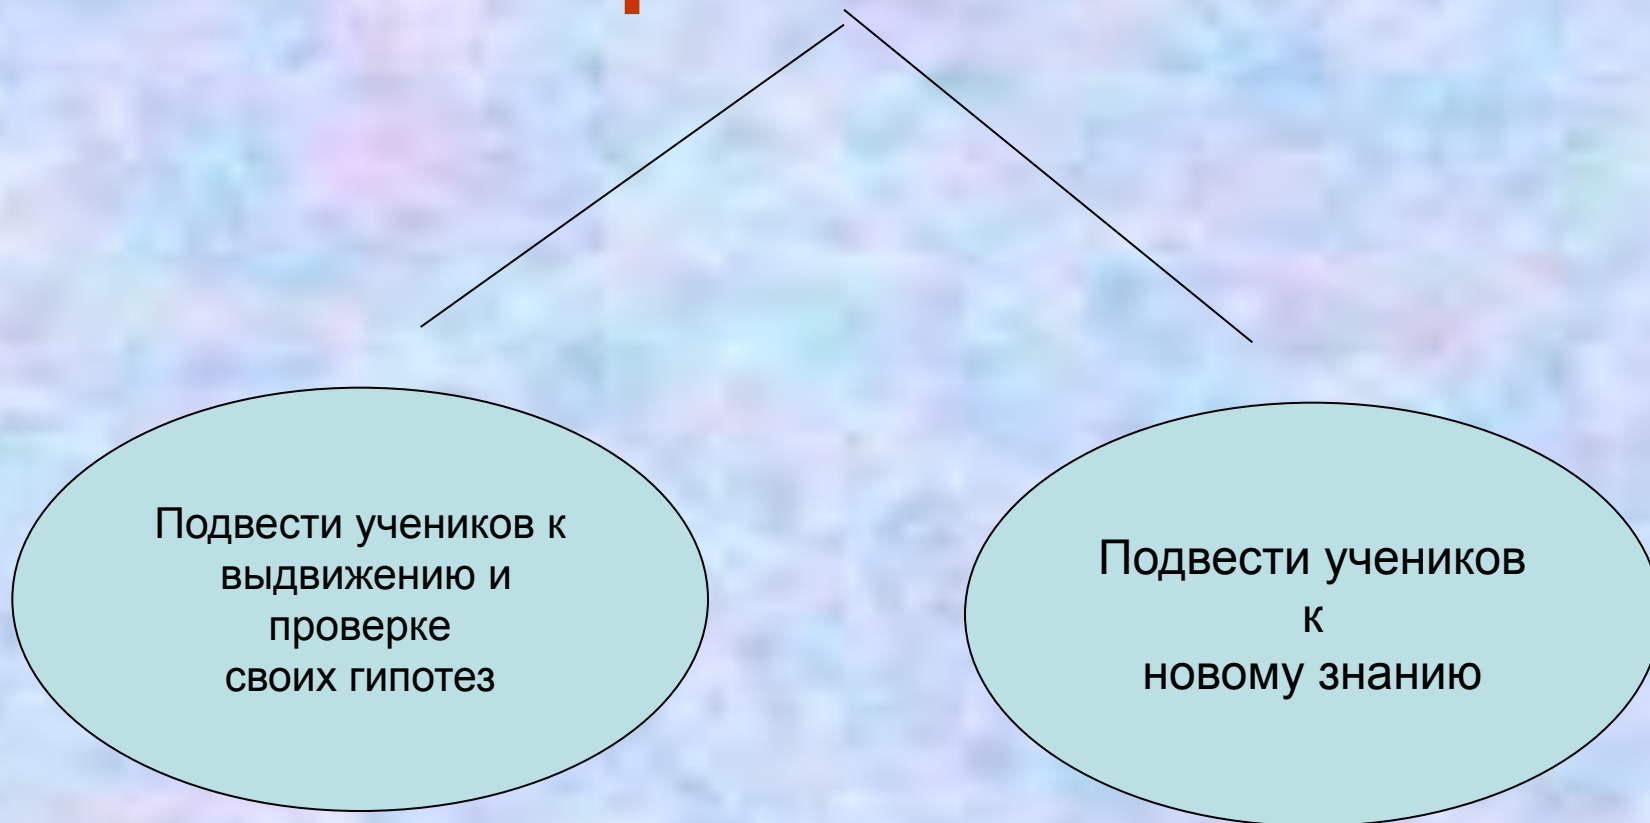 Подвести учеников к
выдвижению и
проверке
своих гипотез
Подвести учеников
к
новому знанию